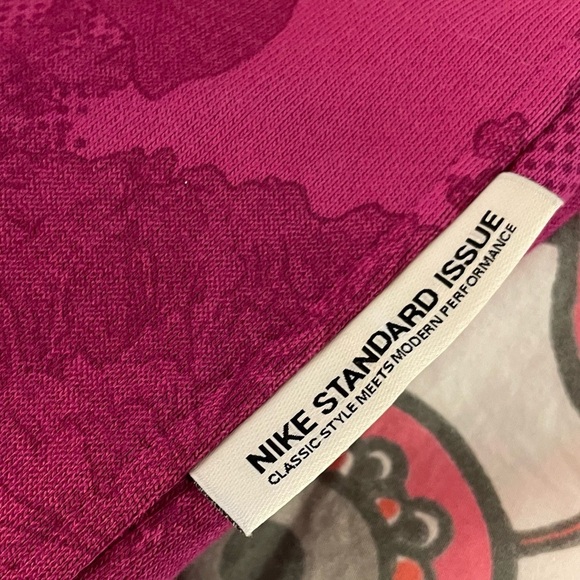 NIKE STANDARD ISSUE
CLASSIC STYLE MEETS MODERN PERFORMANCE